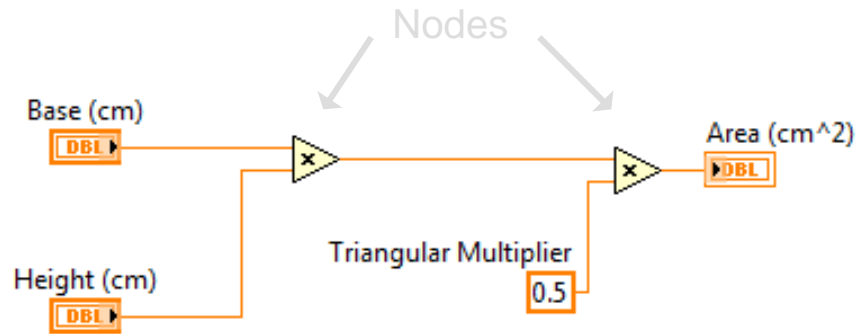 Nodes
Base (cm)
DBL
×
×
Area (cm^2)
DBL
Triangular Multiplier
0.5
Height (cm)
DBL